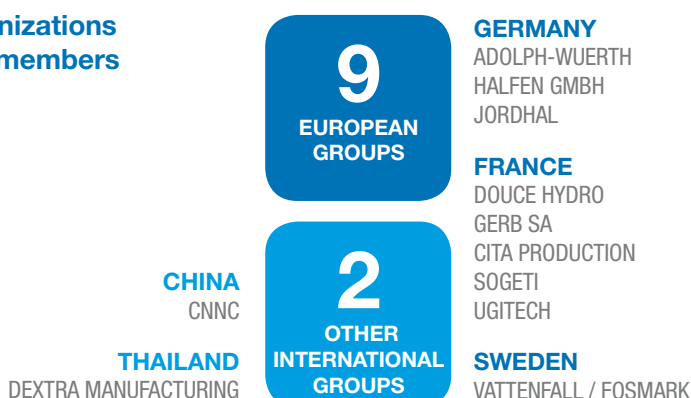 nizations
members
9
EUROPEAN
GROUPS
GERMANY
ADOLPH-WUERTH
HALFEN GMBH
JORDHAL
FRANCE
DOUCE HYDRO
GERB SA
CITA PRODUCTION
SOGETI
UGITECH
SWEDEN
VATTENFALL / FOSMARK
2
OTHER
INTERNATIONAL
GROUPS
CHINA
CNNC
THAILAND
DEXTRA MANUFACTURING